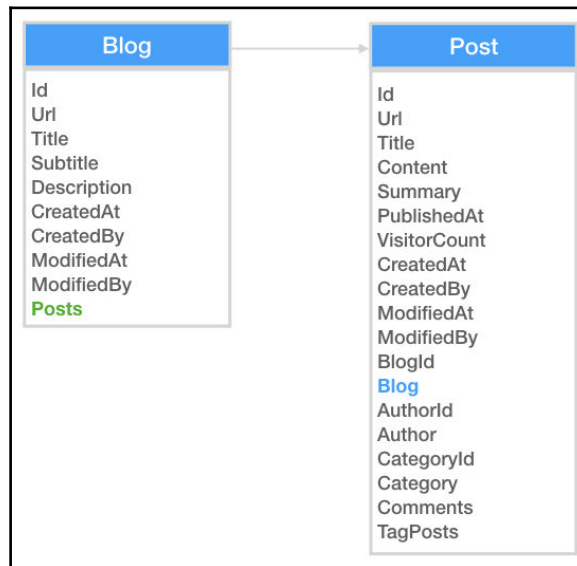 Blog
Id
Url
Title
Subtitle
Description
CreatedAt
CreatedBy
ModifiedAt
ModifiedBy
Posts
Post
Id
Url
Title
Content
Summary
PublishedAt
VisitorCount
CreatedAt
CreatedBy
ModifiedAt
ModifiedBy
BlogId
Blog
AuthorId
Author
CategoryId
Category
Comments
TagPosts